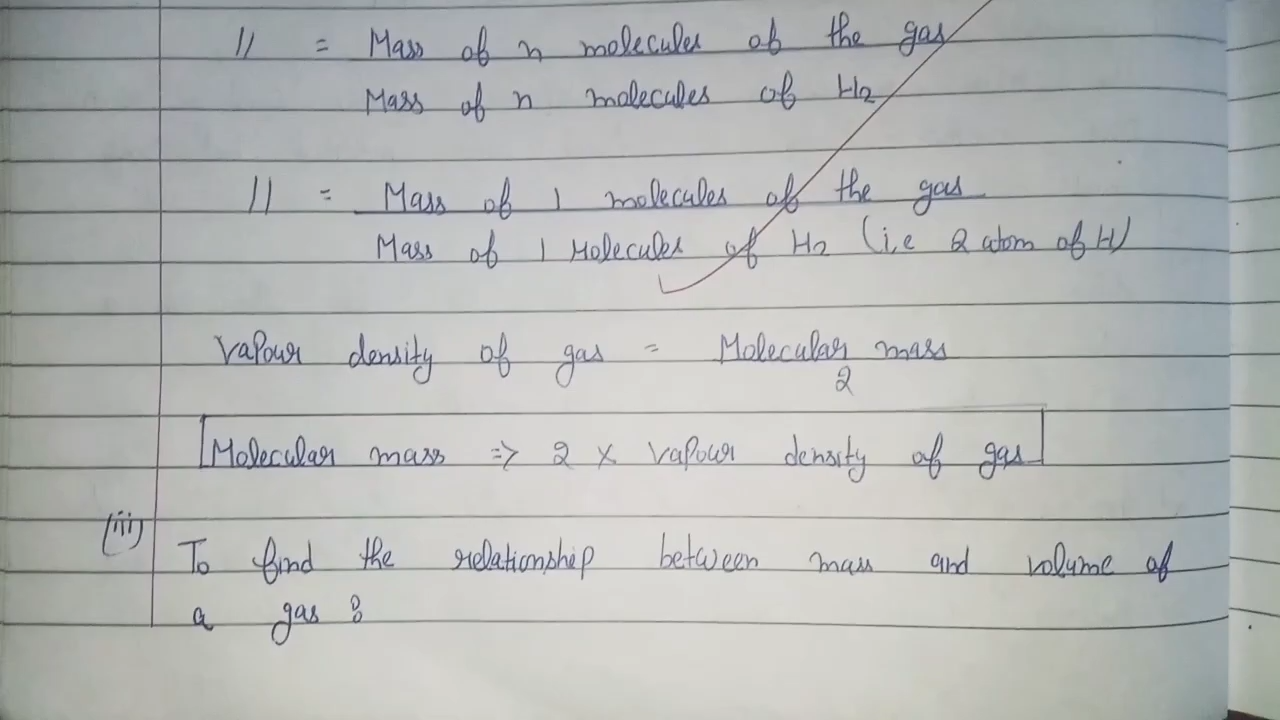 " = Mass of n molecules of the gas
Mass of n molecules of H2
" = Mass of 1 molecules of the gas
Mass of 1 Molecules of H2 (i,e 2 atom of H)
Vapour density of gas = Molecular mass
2
Molecular mass => 2 x vapour density of gas
(iii) To find the relationship between mass and volume of
a gas :